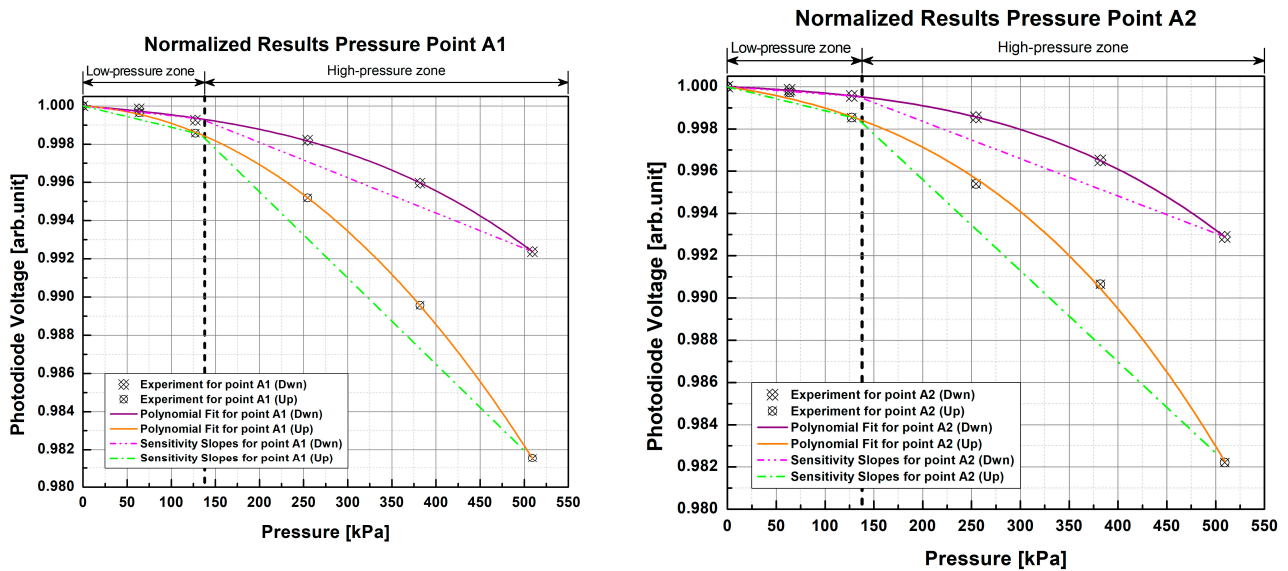 Normalized Results Pressure Point A1
Low-pressure zone
High-pressure zone
1.000
0.998
0.996
0.994
0.992
0.990
0.988
0.986
0.984
0.982
0.980
Photodiode Voltage [arb.unit]
Experiment for point A1 (Dwn)
Experiment for point A1 (Up)
Polynomial Fit for point A1 (Dwn)
Polynomial Fit for point A1 (Up)
Sensitivity Slopes for point A1 (Dwn)
Sensitivity Slopes for point A1 (Up)
0 50 100 150 200 250 300 350 400 450 500 550
Pressure [kPa]
Normalized Results Pressure Point A2
Low-pressure zone
High-pressure zone
1.000
0.998
0.996
0.994
0.992
0.990
0.988
0.986
0.984
0.982
0.980
Photodiode Voltage [arb.unit]
Experiment for point A2 (Dwn)
Experiment for point A2 (Up)
Polynomial Fit for point A2 (Dwn)
Polynomial Fit for point A2 (Up)
Sensitivity Slopes for point A2 (Dwn)
Sensitivity Slopes for point A2 (Up)
0 50 100 150 200 250 300 350 400 450 500 550
Pressure [kPa]